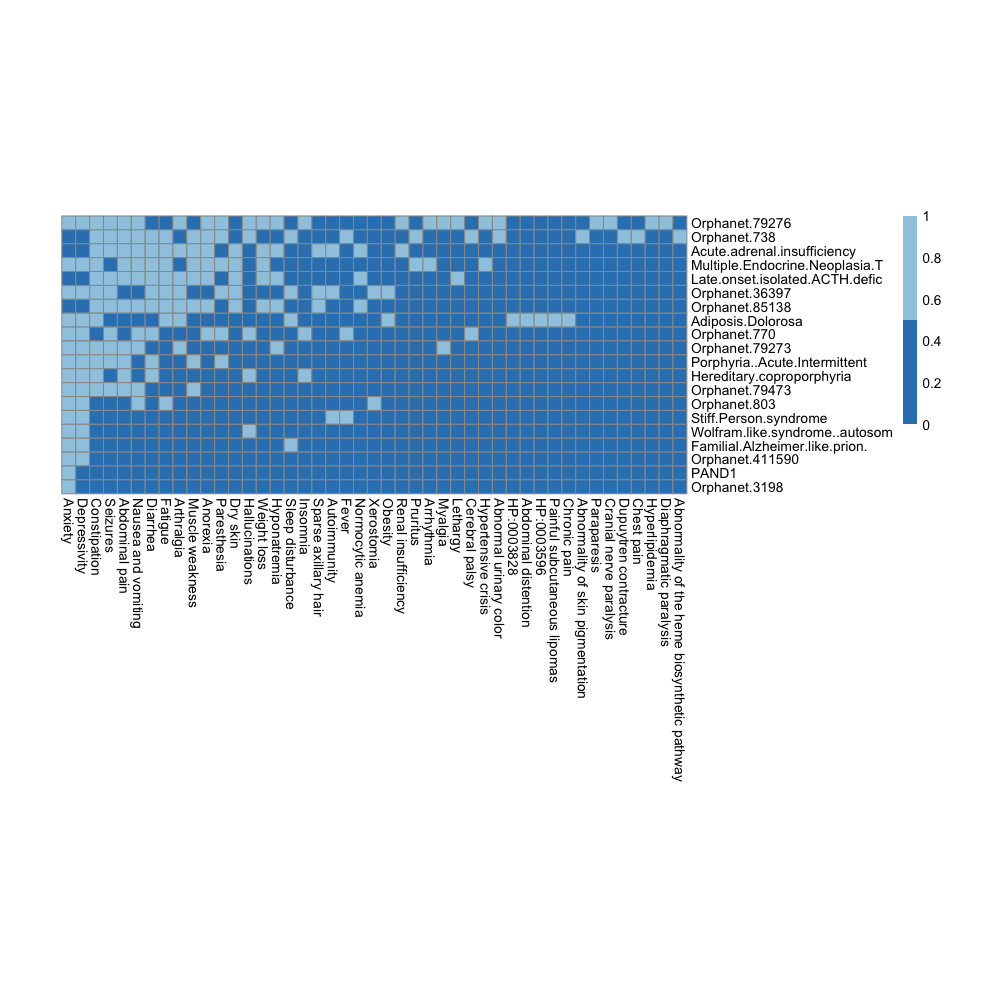 Orphanet.79276
Orphanet.738
Acute.adrenal.insufficiency
Multiple.Endocrine.Neoplasia.T
Late.onset.isolated.ACTH.defic
Orphanet.36397
Orphanet.85138
Adiposis.Dolorosa
Orphanet.770
Orphanet.79273
Porphyria..Acute.Intermittent
Hereditary.coproporphyria
Orphanet.79473
Orphanet.803
Stiff.Person.syndrome
Wolfram.like.syndrome..autosom
Familial.Alzheimer.like.prion.
Orphanet.411590
PAND1
Orphanet.3198
1
0.8
0.6
0.4
0.2
0
Anxiety
Depressivity
Constipation
Seizures
Abdominal pain
Nausea and vomiting
Diarrhea
Fatigue
Arthralgia
Muscle weakness
Anorexia
Paresthesia
Dry skin
Hallucinations
Weight loss
Hyponatremia
Sleep disturbance
Insomnia
Sparse axillary hair
Autoimmunity
Fever
Normocytic anemia
Xerostomia
Obesity
Renal insufficiency
Pruritus
Arrhythmia
Myalgia
Lethargy
Cerebral palsy
Hypertensive crisis
Abnormal urinary color
HP:0003828
Abdominal distention
HP:0003596
Painful subcutaneous lipomas
Chronic pain
Abnormality of skin pigmentation
Paraparesis
Cranial nerve paralysis
Dupuytren contracture
Chest pain
Hyperlipidemia
Diaphragmatic paralysis
Abnormality of the heme biosynthetic pathway